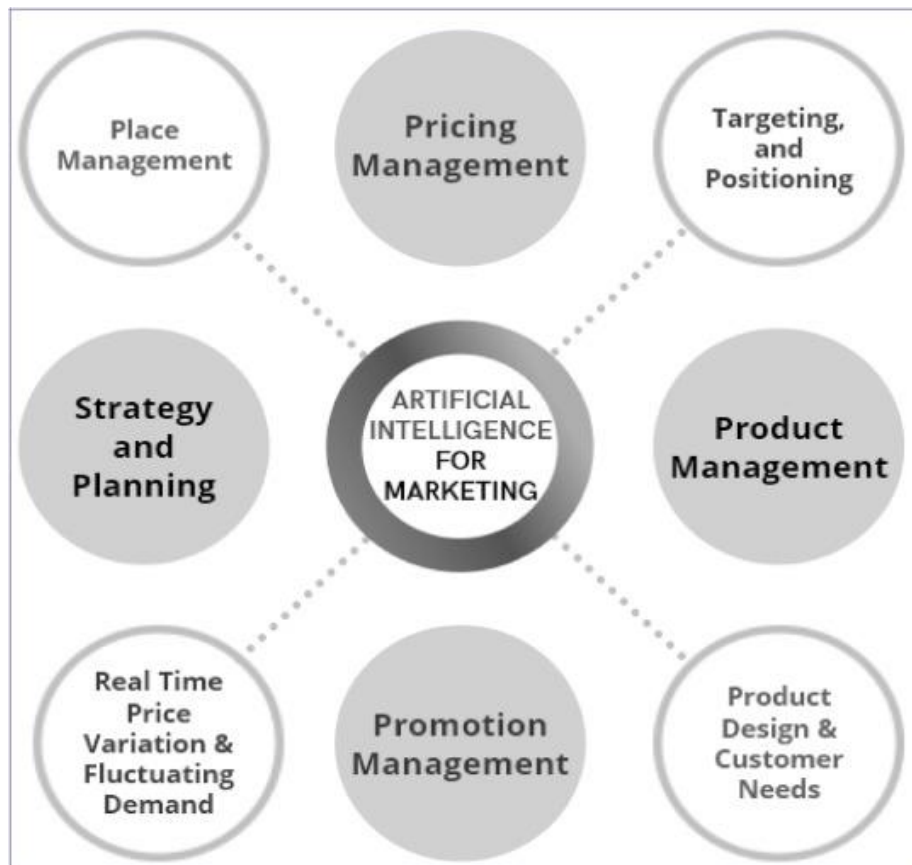 Place
Management
Pricing
Management
Targeting,
and
Positioning
Strategy
and
Planning
ARTIFICIAL
INTELLIGENCE
FOR
MARKETING
Product
Management
Real Time
Price
Variation &
Fluctuating
Demand
Promotion
Management
Product
Design &
Customer
Needs